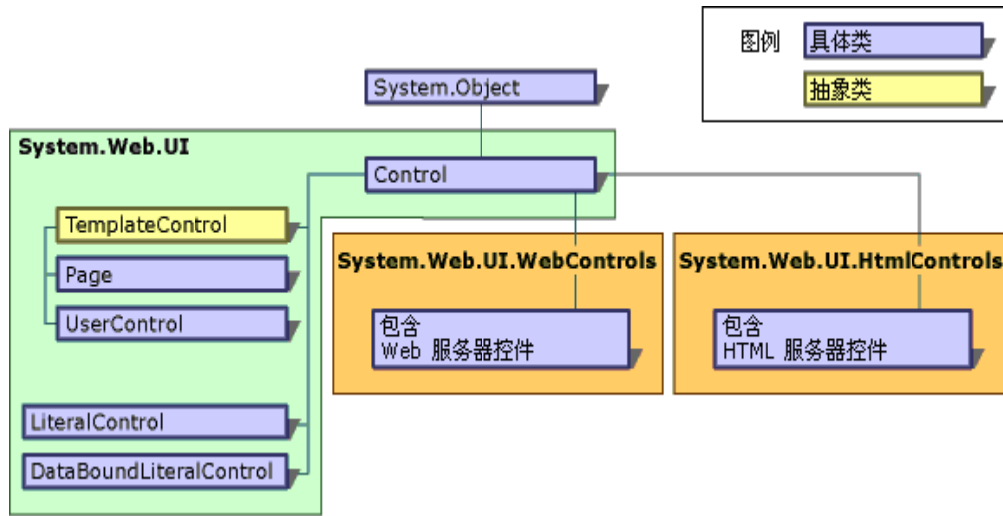 图例
具体类
抽象类
System.Object
System.Web.UI
Control
TemplateControl
Page
UserControl
LiteralControl
DataBoundLiteralControl
System.Web.UI.WebControls
包含
Web 服务器控件
System.Web.UI.HtmlControls
包含
HTML 服务器控件